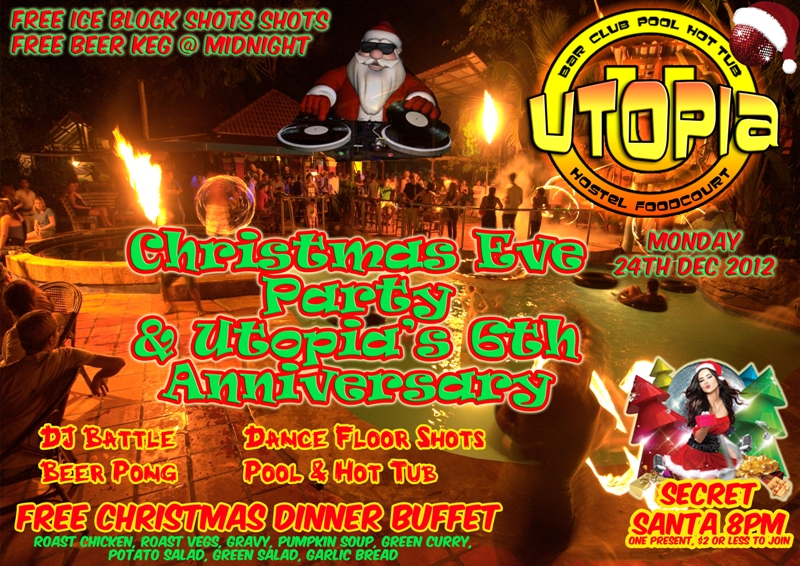 FREE ICE BLOCK SHOTS SHOTS
FREE BEER KEG @ MIDNIGHT
BAR CLUB POOL HOT TUB
UTOPIA
HOSTEL FOODCOURT
MONDAY
24TH DEC 2012
Christmas Eve
Party
& Utopia's 6th
Anniversary
DJ BATTLE
DANCE FLOOR SHOTS
BEER PONG
POOL & HOT TUB
SECRET
SANTA 8PM
ONE PRESENT, $2 OR LESS TO JOIN
FREE CHRISTMAS DINNER BUFFET
ROAST CHICKEN, ROAST VEGS, GRAVY, PUMPKIN SOUP, GREEN CURRY,
POTATO SALAD, GREEN SALAD, GARLIC BREAD